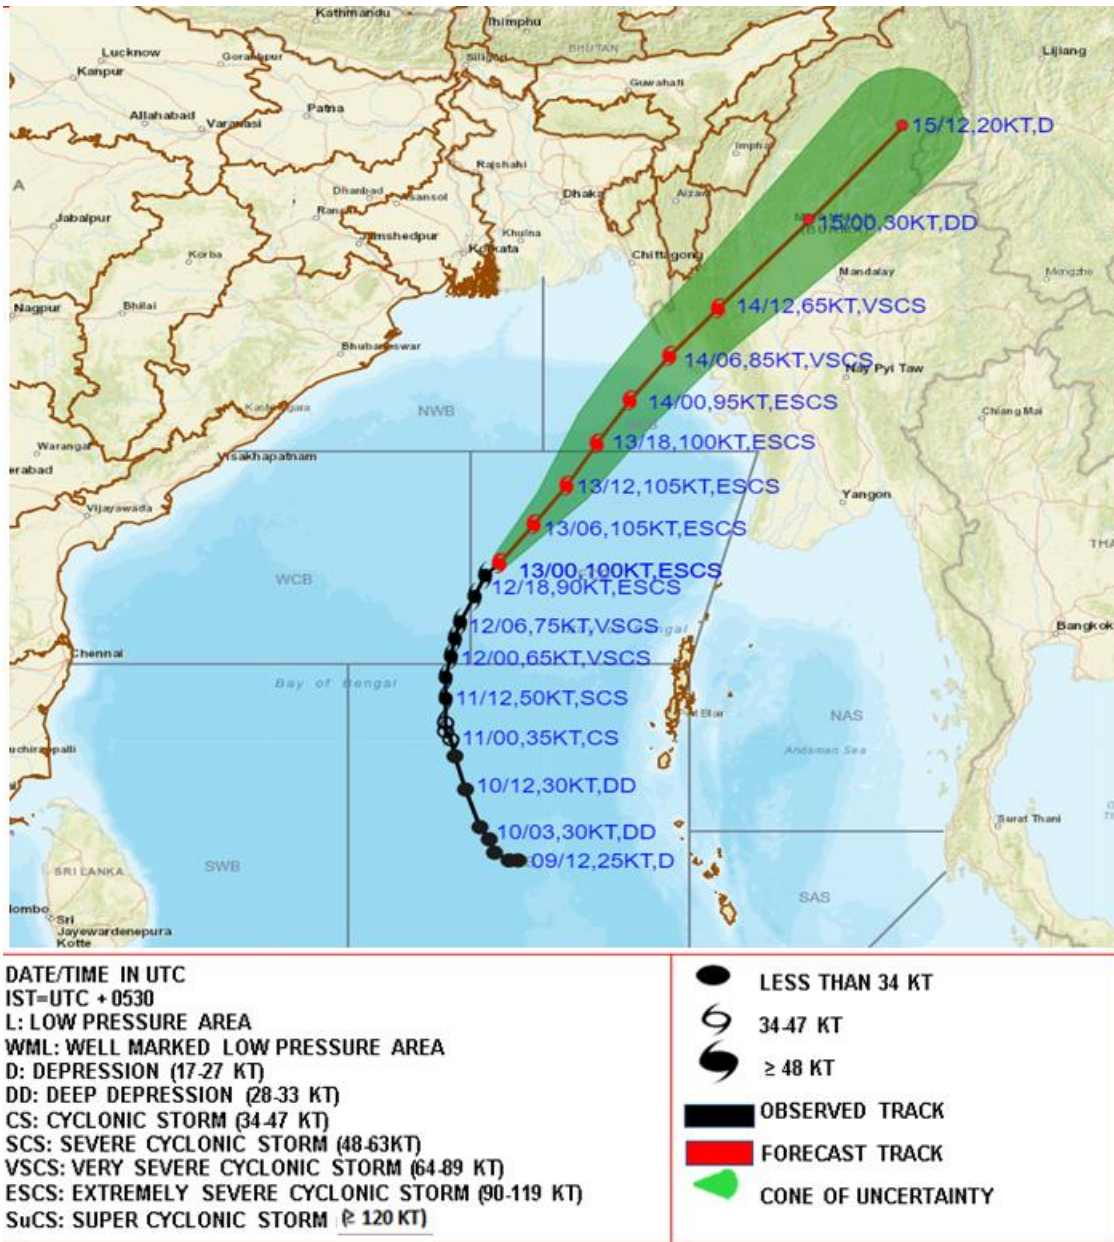 Kathmandu
Thimphu
Lucknow
BHUTAN
Lijiang
Kanpur
Guwahati
Patna
Allahabad
Varanasi
15/12,20KT,D
Rajshahi
A
Dhanbad
Asansol
Dhaka
Jabalpur
15/00,30KT,DD
Jamshedpur
Khulna
Kolkata
Korba
Chittagong
Mandalay
Nagpur
Bhilai
14/12,65KT,VSCS
Bhubaneswar
14/06,85KT,VSCS
Nay Pyi Taw
14/00,95KT,ESCS
NWB
Chiang Mai
Warangal
13/18,100KT,ESCS
Visakhapatnam
erabad
13/12,105KT,ESCS
Yangon
Vijayawada
13/06,105KT,ESCS
THA
WCB
13/00,100KT,ESCS
12/18,90KT,ESCS
12/06,75KT,VSCS
Bangkok
Chennai
12/00,65KT,VSCS
Bay of Bengal
11/12,50KT,SCS
NAS
11/00,35KT,CS
Andaman Sea
10/12,30KT,DD
10/03,30KT,DD
Surat Thani
09/12,25KT,D
SRI LANKA
SWB
SAS
lombo
Sri
Jayewardenepura
Kotte
DATE/TIME IN UTC
IST=UTC + 0530
L: LOW PRESSURE AREA
WML: WELL MARKED LOW PRESSURE AREA
D: DEPRESSION (17-27 KT)
DD: DEEP DEPRESSION (28-33 KT)
CS: CYCLONIC STORM (34-47 KT)
SCS: SEVERE CYCLONIC STORM (48-63KT)
VSCS: VERY SEVERE CYCLONIC STORM (64-89 KT)
ESCS: EXTREMELY SEVERE CYCLONIC STORM (90-119 KT)
SuCS: SUPER CYCLONIC STORM (≥ 120 KT)
LESS THAN 34 KT
34-47 KT
≥ 48 KT
OBSERVED TRACK
FORECAST TRACK
CONE OF UNCERTAINTY